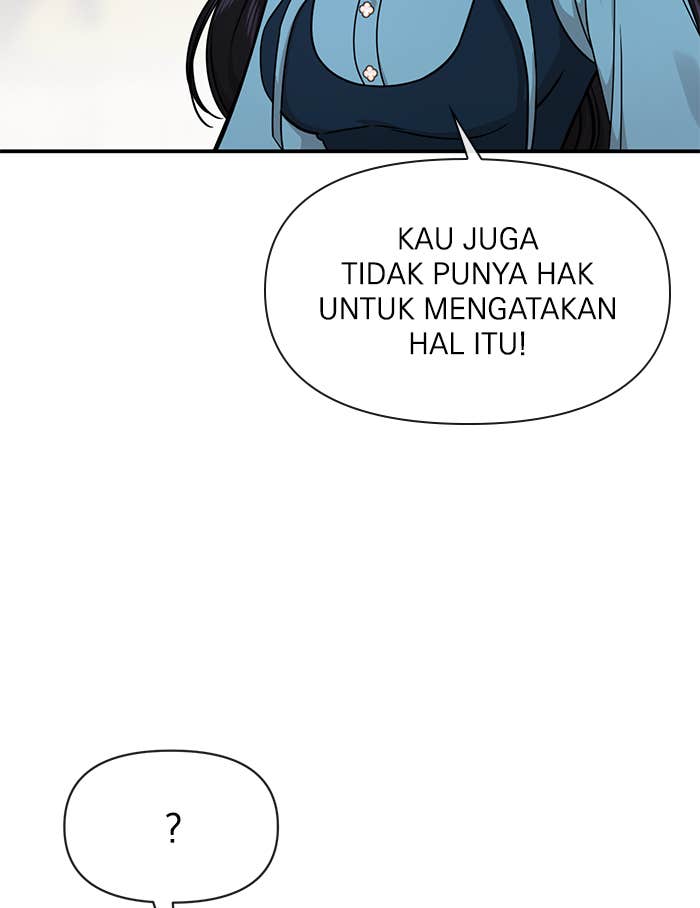 KAU JUGA
TIDAK PUNYA HAK
UNTUK MENGATAKAN
HAL ITU!
?